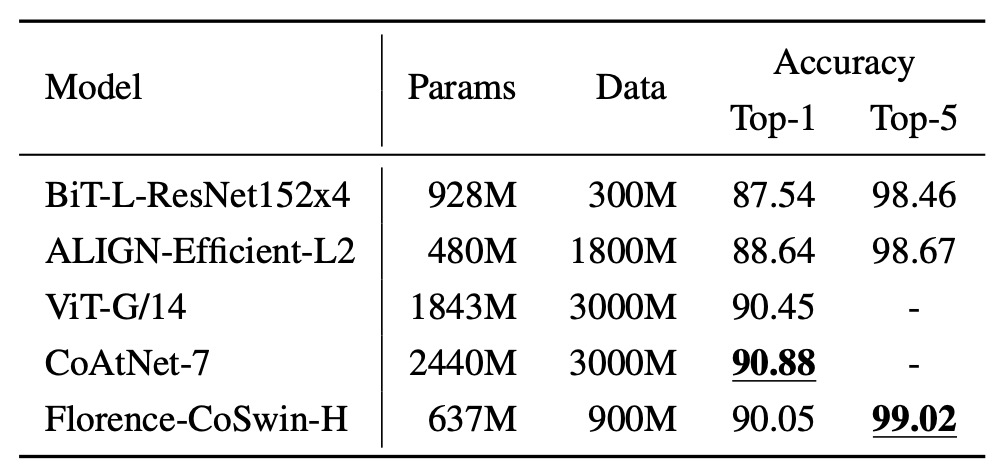 Model Params Data Accuracy
Top-1 Top-5
BiT-L-ResNet152x4 928M 300M 87.54 98.46
ALIGN-Efficient-L2 480M 1800M 88.64 98.67
ViT-G/14 1843M 3000M 90.45 -
CoAtNet-7 2440M 3000M 90.88 -
Florence-CoSwin-H 637M 900M 90.05 99.02